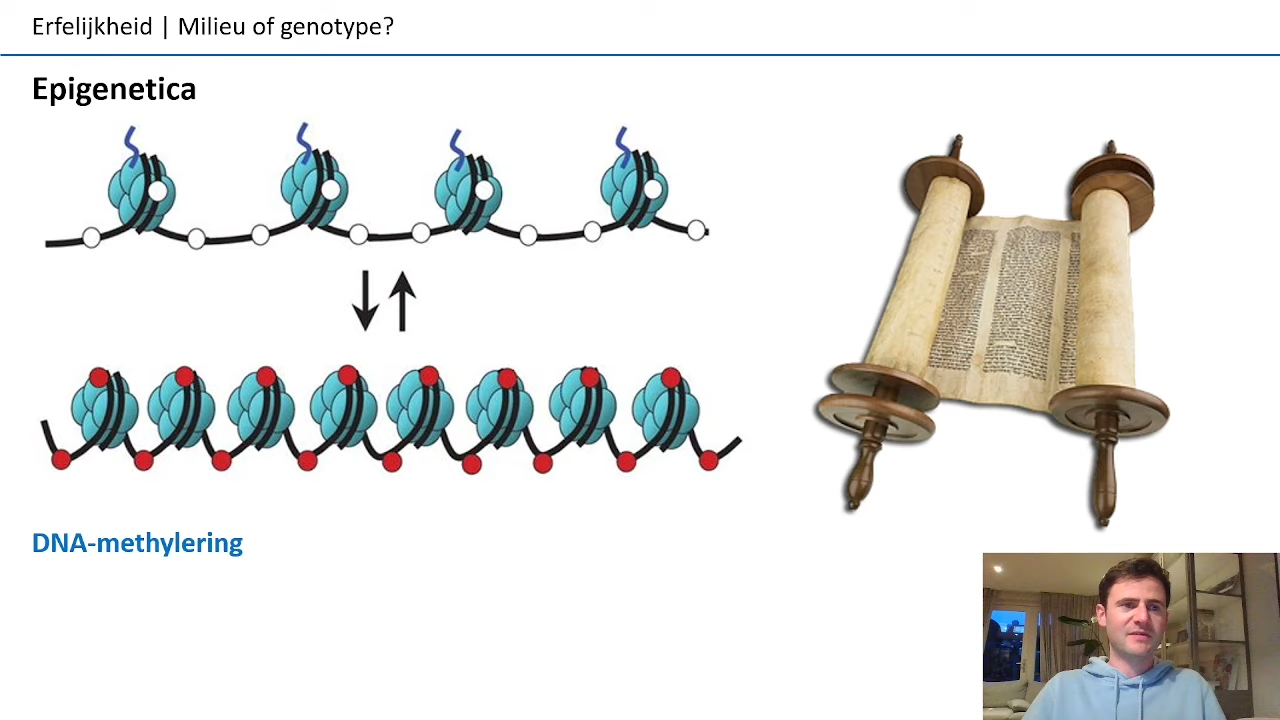 Erfelijkheid | Milieu of genotype?
Epigenetica
DNA-methylering